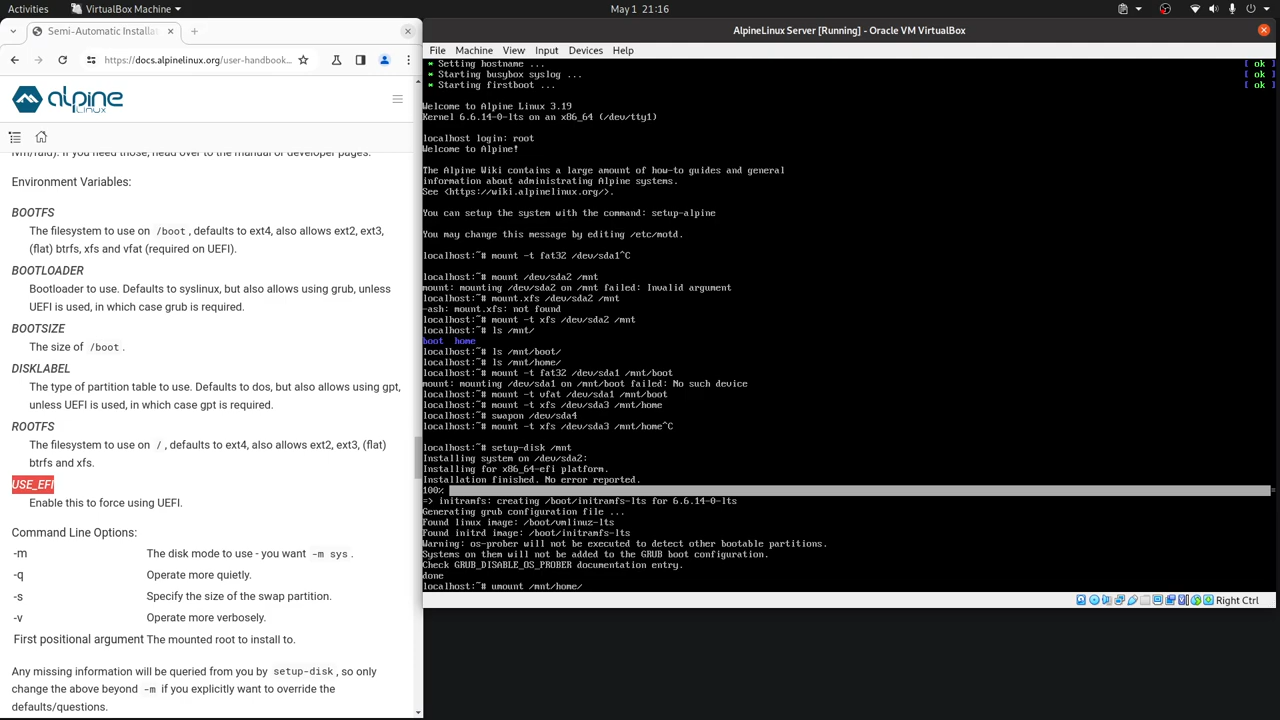 Activities
VirtualBox Machine
May 1 21:16
Semi-Automatic Installat
AlpineLinux Server [Running] - Oracle VM VirtualBox
https://docs.alpinelinux.org/user-handbook...
alpine
LINUX
lvm/raid). If you need those, head over to the manual or developer pages.
Environment Variables:
BOOTFS
The filesystem to use on /boot, defaults to ext4, also allows ext2, ext3,
(flat) btrfs, xfs and vfat (required on UEFI).
BOOTLOADER
Bootloader to use. Defaults to syslinux, but also allows using grub, unless
UEFI is used, in which case grub is required.
BOOTSIZE
The size of /boot.
DISKLABEL
The type of partition table to use. Defaults to dos, but also allows using gpt,
unless UEFI is used, in which case gpt is required.
ROOTFS
The filesystem to use on /, defaults to ext4, also allows ext2, ext3, (flat)
btrfs and xfs.
USE_EFI
Enable this to force using UEFI.
Command Line Options:
-m The disk mode to use - you want -m sys.
-q Operate more quietly.
-s Specify the size of the swap partition.
-v Operate more verbosely.
First positional argument The mounted root to install to.
Any missing information will be queried from you by setup-disk, so only
change the above beyond -m if you explicitly want to override the
defaults/questions.
File Machine View Input Devices Help
* Setting hostname ... [ ok ]
* Starting busybox syslog ... [ ok ]
* Starting firstboot ... [ ok ]
Welcome to Alpine Linux 3.19
Kernel 6.6.14-0-lts on an x86_64 (/dev/tty1)
localhost login: root
Welcome to Alpine!
The Alpine Wiki contains a large amount of how-to guides and general
information about administrating Alpine systems.
See <https://wiki.alpinelinux.org/>.
You can setup the system with the command: setup-alpine
You may change this message by editing /etc/motd.
localhost:~# mount -t fat32 /dev/sda1^C
localhost:~# mount /dev/sda2 /mnt
mount: mounting /dev/sda2 on /mnt failed: Invalid argument
localhost:~# mount.xfs /dev/sda2 /mnt
-ash: mount.xfs: not found
localhost:~# mount -t xfs /dev/sda2 /mnt
localhost:~# ls /mnt/
boot home
localhost:~# ls /mnt/boot/
localhost:~# ls /mnt/home/
localhost:~# mount -t fat32 /dev/sda1 /mnt/boot
mount: mounting /dev/sda1 on /mnt/boot failed: No such device
localhost:~# mount -t vfat /dev/sda1 /mnt/boot
localhost:~# mount -t xfs /dev/sda3 /mnt/home
localhost:~# swapon /dev/sda4
localhost:~# mount -t xfs /dev/sda3 /mnt/home^C
localhost:~# setup-disk /mnt
Installing system on /dev/sda2:
Installing for x86_64-efi platform.
Installation finished. No error reported.
100%
=> initramfs: creating /boot/initramfs-lts for 6.6.14-0-lts
Generating grub configuration file ...
Found linux image: /boot/vmlinuz-lts
Found initrd image: /boot/initramfs-lts
Warning: os-prober will not be executed to detect other bootable partitions.
Systems on them will not be added to the GRUB boot configuration.
Check GRUB_DISABLE_OS_PROBER documentation entry.
done
localhost:~# umount /mnt/home/
Right Ctrl